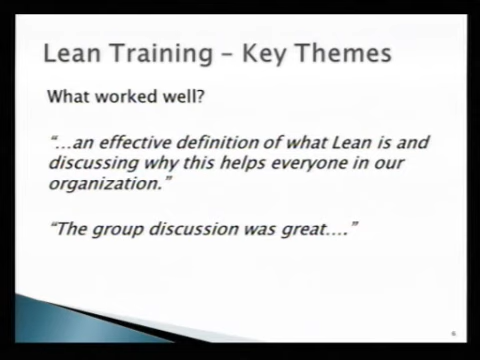 Lean Training – Key Themes
What worked well?
“…an effective definition of what Lean is and
discussing why this helps everyone in our
organization.”
“The group discussion was great….”
6